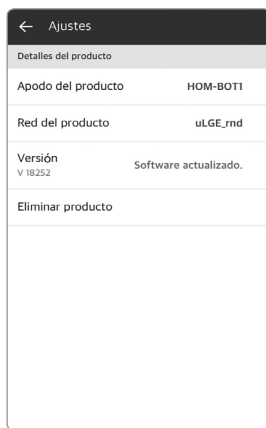 ← Ajustes
Detalles del producto
Apodo del producto HOM-BOT1
Red del producto uLGE_rnd
Versión
V 18252 Software actualizado.
Eliminar producto